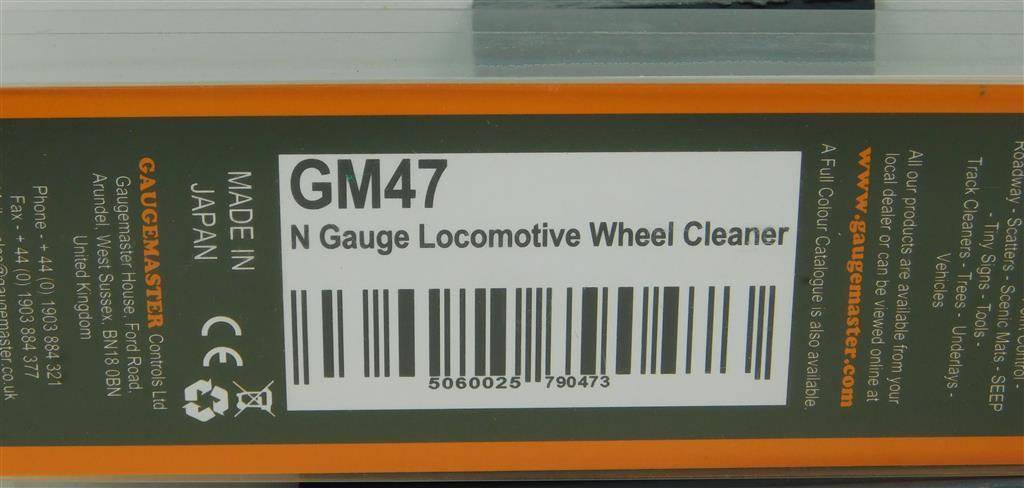 GM47
N Gauge Locomotive Wheel Cleaner
5060025 790473
MADE IN
JAPAN
CE
GAUGEMASTER Controls Ltd
Gaugemaster House, Ford Road,
Arundel, West Sussex, BN18 0BN
United Kingdom
Phone - + 44 (0) 1903 884 321
Fax - + 44 (0) 1903 884 377
Roadway - Scatters - Scenic Mats - SEEP
- Tiny Signs - Tools -
Track Cleaners - Trees - Underlays -
Vehicles
All our products are available from your
local dealer or can be viewed online at
www.gaugemaster.com
A Full Colour Catalogue is also available.